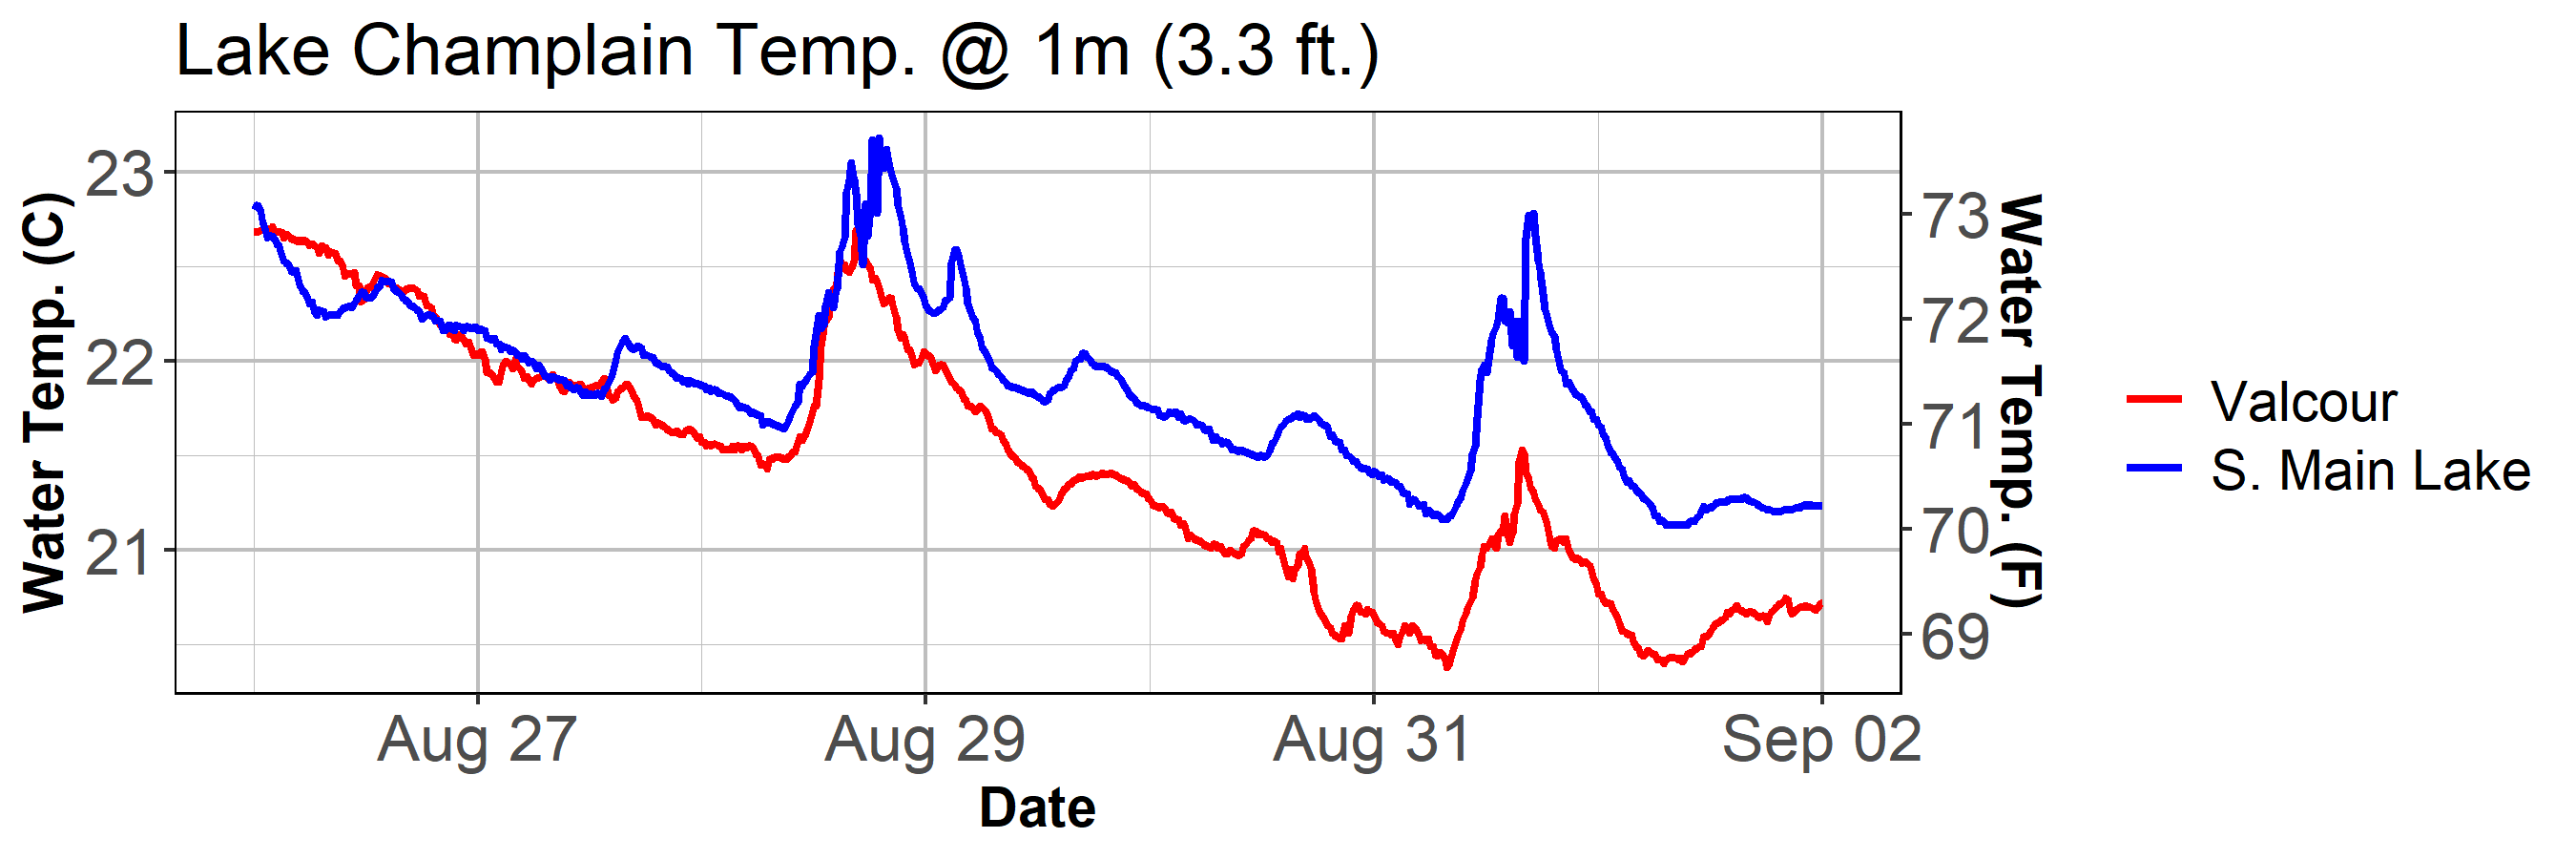 Lake Champlain Temp. @ 1m (3.3 ft.)
Water Temp. (C)
23
22
21
73
72
71
70
69
Water Temp. (F)
Valcour
S. Main Lake
Aug 27
Aug 29
Aug 31
Sep 02
Date